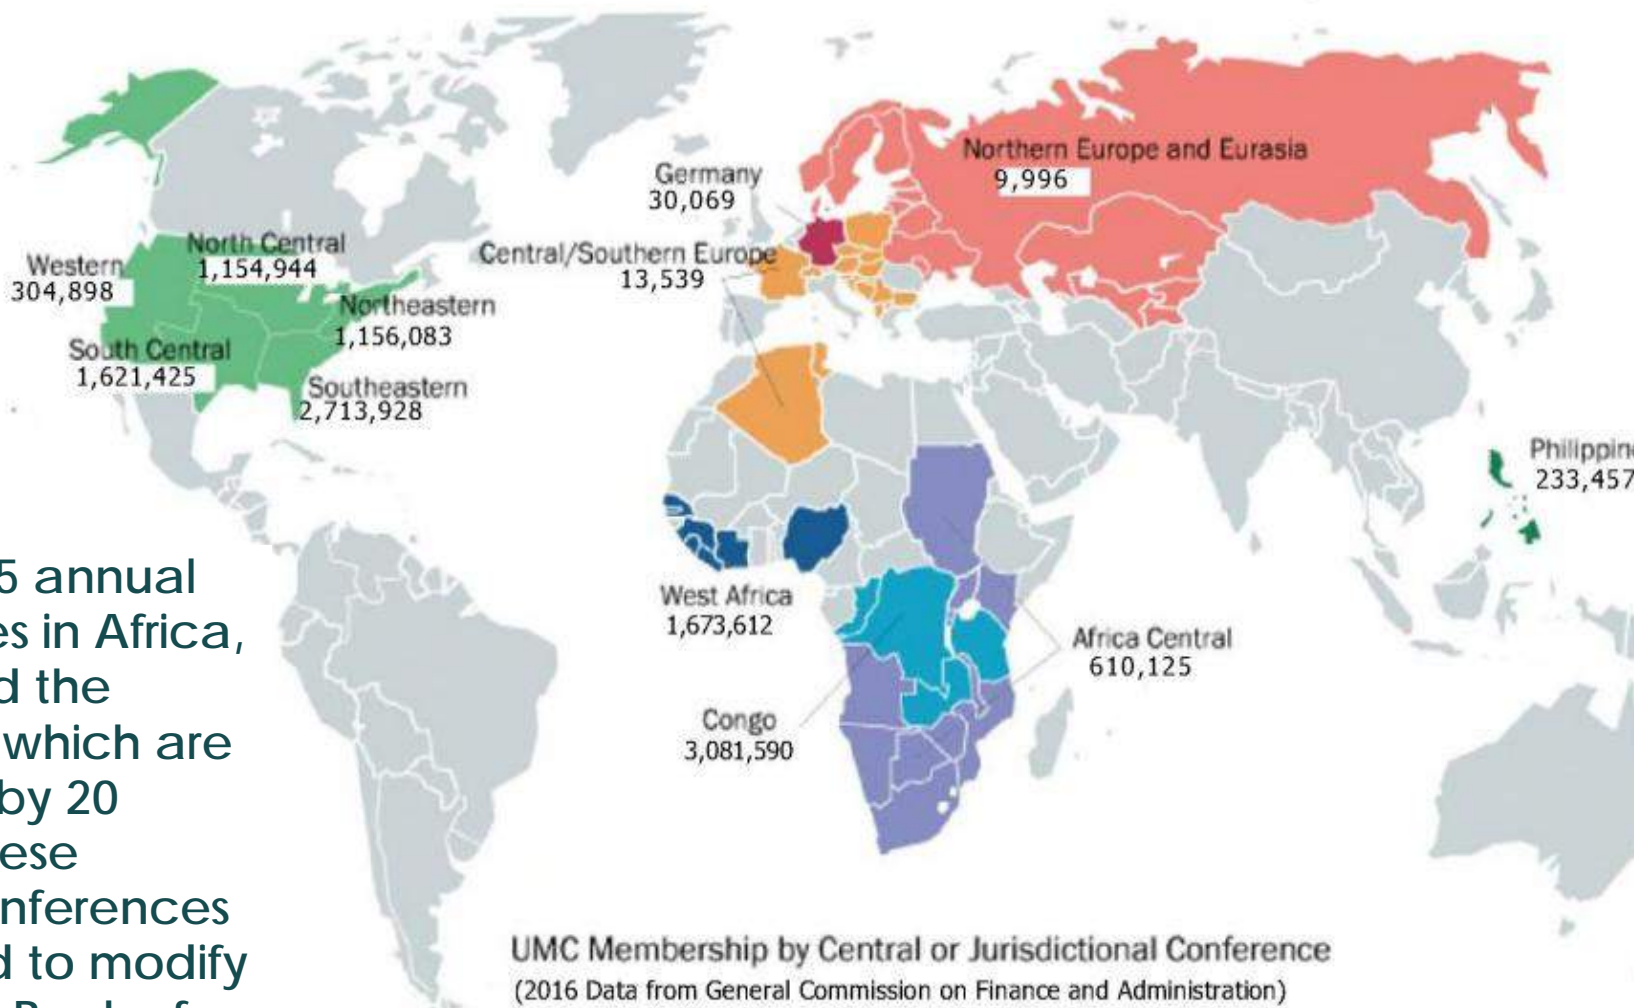 Northern Europe and Eurasia
9,996
Germany
30,069
Central/Southern Europe
13,539
North Central
1,154,944
Western
304,898
Northeastern
1,156,083
South Central
1,621,425
Southeastern
2,713,928
Philippine
233,457
West Africa
1,673,612
Africa Central
610,125
Congo
3,081,590
5 annual
es in Africa,
d the
which are
by 20
ese
nferences
d to modify
UMC Membership by Central or Jurisdictional Conference
(2016 Data from General Commission on Finance and Administration)